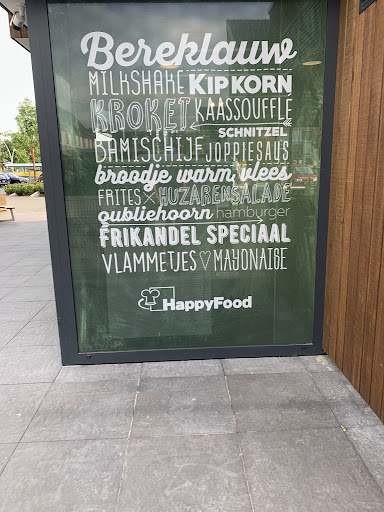 Bereklauw
MILKSHAKE KIPKORN
KROKET KAASSOUFFLÉ
SCHNITZEL
BAMISCHIJF JOPPIESAUS
broodje warm vlees
FRITES HUZARENSALADE
oubliehoorn hamburger
FRIKANDEL SPECIAAL
VLAMMETJES ♡ MAYONAISE
HappyFood